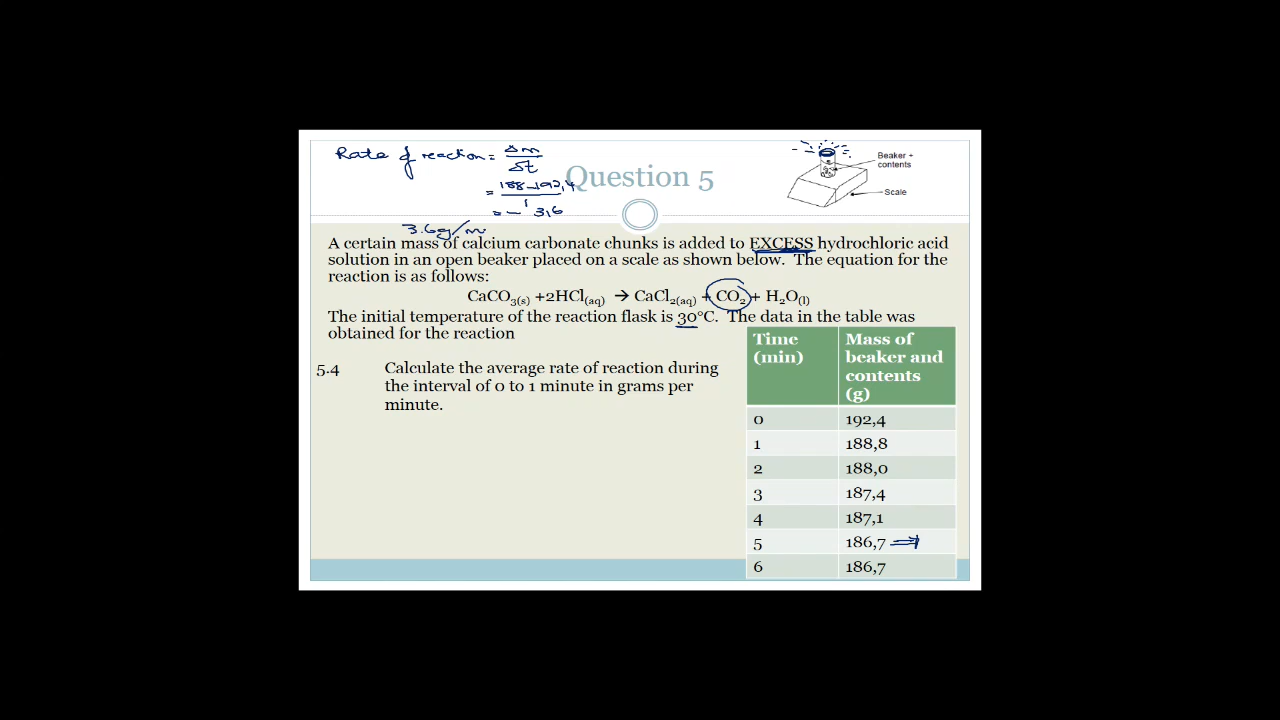 Rate of reaction = Δm
Δt
Question 5
= 188-192,4
1
= - 3,6
3.6g/m
Beaker +
contents
Scale
A certain mass of calcium carbonate chunks is added to EXCESS hydrochloric acid
solution in an open beaker placed on a scale as shown below. The equation for the
reaction is as follows:
CaCO3(s) +2HCl(aq) → CaCl2(aq) + CO2 + H2O(l)
The initial temperature of the reaction flask is 30°C. The data in the table was
obtained for the reaction
5.4 Calculate the average rate of reaction during
the interval of 0 to 1 minute in grams per
minute.
Time (min) Mass of beaker and contents (g)
0 192,4
1 188,8
2 188,0
3 187,4
4 187,1
5 186,7
6 186,7